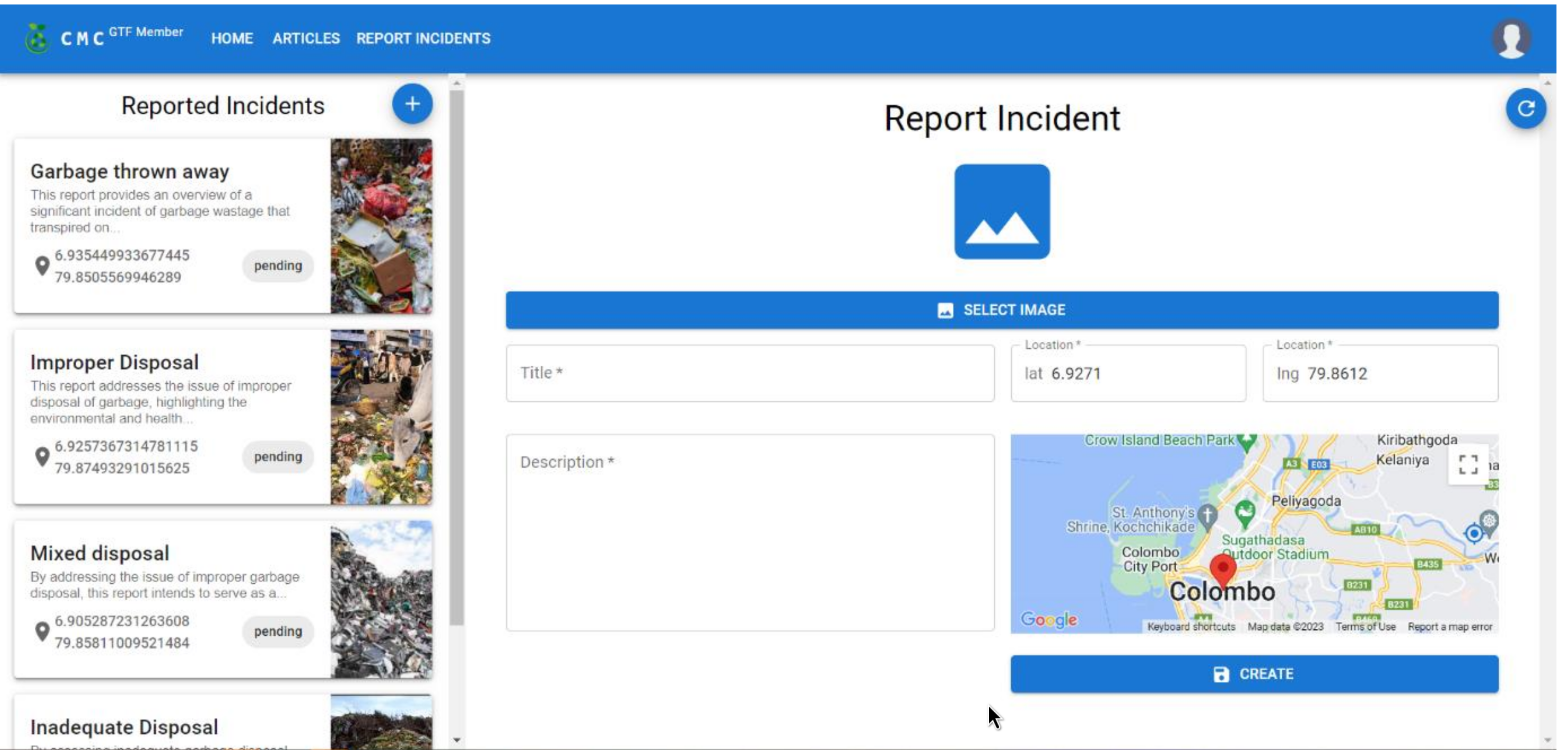 CMC GTF Member HOME ARTICLES REPORT INCIDENTS
Reported Incidents
Garbage thrown away
This report provides an overview of a
significant incident of garbage wastage that
transpired on...
6.935449933677445
79.8505569946289
pending
Improper Disposal
This report addresses the issue of improper
disposal of garbage, highlighting the
environmental and health...
6.9257367314781115
79.87493291015625
pending
Mixed disposal
By addressing the issue of improper garbage
disposal, this report intends to serve as a...
6.905287231263608
79.85811009521484
pending
Inadequate Disposal
Report Incident
SELECT IMAGE
Title *
Location *
lat 6.9271
Location *
lng 79.8612
Description *
Crow Island Beach Park
Kiribathgoda
Kelaniya
A3
E03
Peliyagoda
St. Anthony's
Shrine, Kochchikade
A B10
Sugathadasa
Outdoor Stadium
Colombo
City Port
B435
Colombo
B231
B231
Google
Keyboard shortcuts Map data ©2023 Terms of Use Report a map error
CREATE